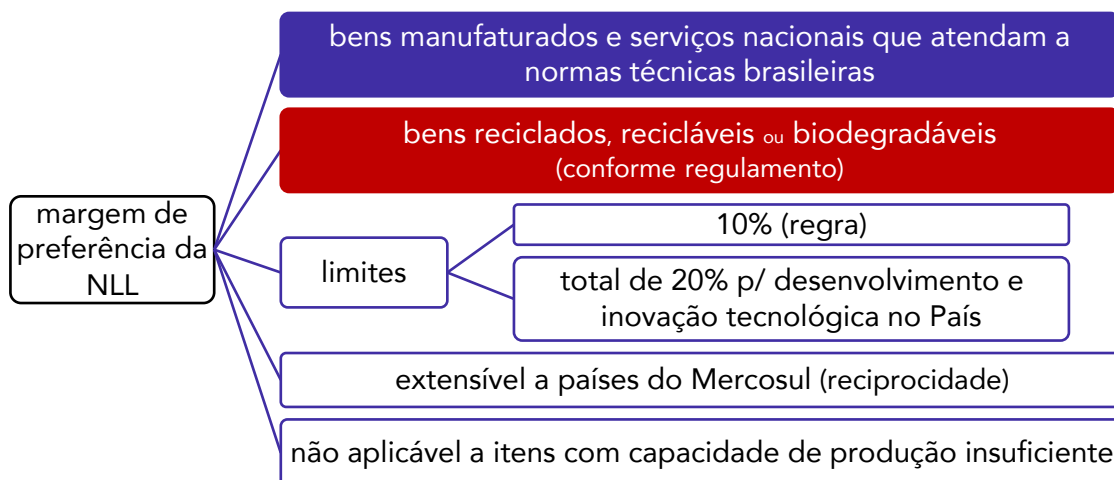 bens manufaturados e serviços nacionais que atendam a
normas técnicas brasileiras
bens reciclados, recicláveis ou biodegradáveis
(conforme regulamento)
margem de
preferência da
NLL
limites
10% (regra)
total de 20% p/ desenvolvimento e
inovação tecnológica no País
extensível a países do Mercosul (reciprocidade)
não aplicável a itens com capacidade de produção insuficiente